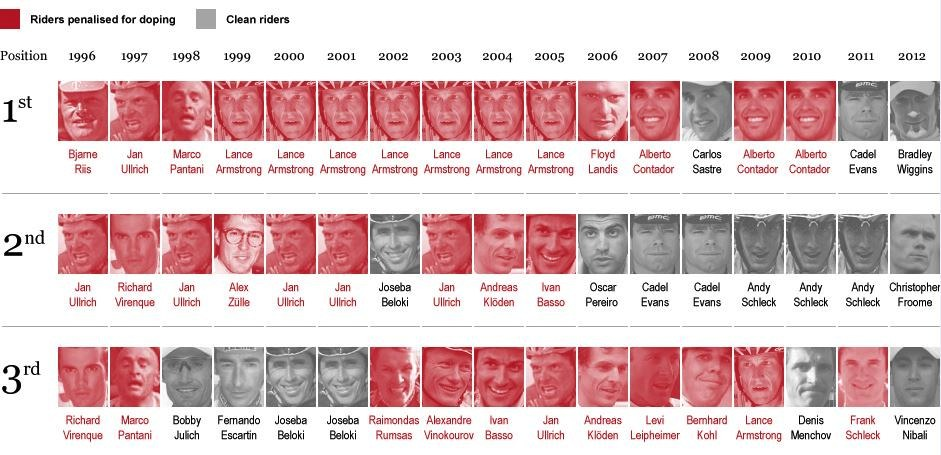 Riders penalised for doping Clean riders
Position 1996 1997 1998 1999 2000 2001 2002 2003 2004 2005 2006 2007 2008 2009 2010 2011 2012
1st
Bjarne Jan Marco Lance Lance Lance Lance Lance Lance Lance Floyd Alberto Carlos Alberto Alberto Cadel Bradley
Riis Ullrich Pantani Armstrong Armstrong Armstrong Armstrong Armstrong Armstrong Armstrong Landis Contador Sastre Contador Contador Evans Wiggins
2nd
Jan Richard Jan Alex Jan Jan Joseba Jan Andreas Ivan Oscar Cadel Cadel Andy Andy Andy Christopher
Ullrich Virenque Ullrich Zülle Ullrich Ullrich Beloki Ullrich Klöden Basso Pereiro Evans Evans Schleck Schleck Schleck Froome
3rd
Richard Marco Bobby Fernando Joseba Joseba Raimondas Alexandre Ivan Jan Andreas Levi Bernhard Lance Denis Frank Vincenzo
Virenque Pantani Julich Escartin Beloki Beloki Rumsas Vinokourov Basso Ullrich Klöden Leipheimer Kohl Armstrong Menchov Schleck Nibali